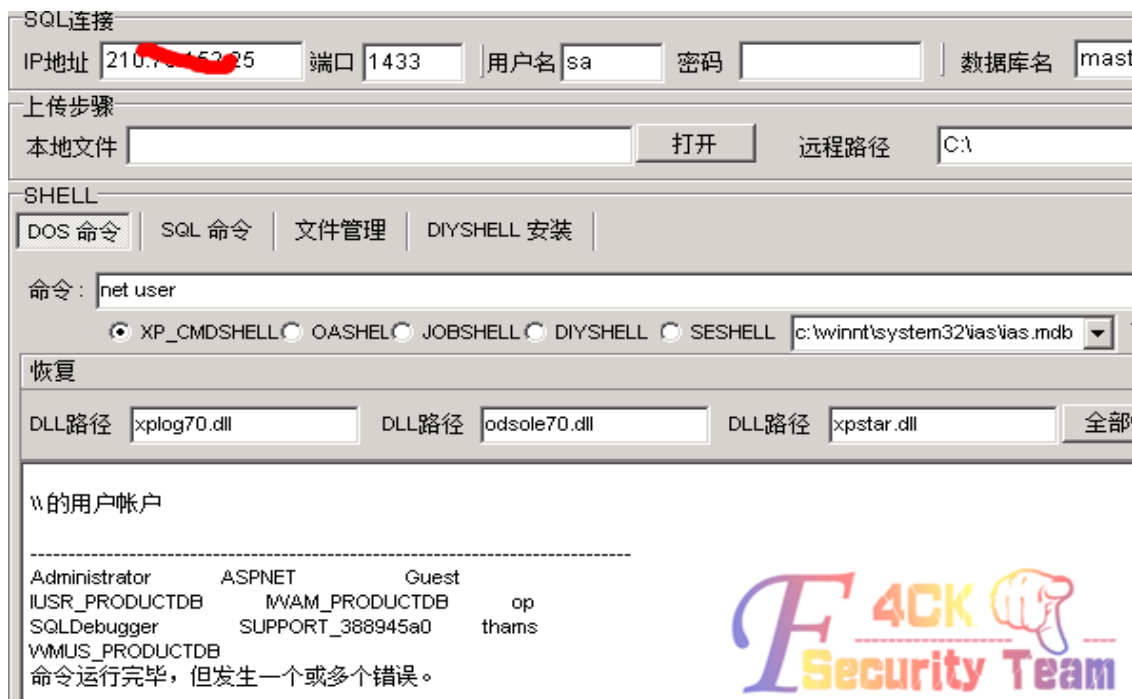 SQL连接
IP地址 210. 端口 1433 用户名 sa 密码 数据库名 mast
上传步骤
本地文件 打开 远程路径 C:\
SHELL
DOS 命令 SQL 命令 文件管理 DIYSHELL 安装
命令 : net user
XP_CMDSHELL OASHEL JOBSHELL DIYSHELL SESHELL c:\winnt\system32\ias\ias.mdb
恢复
DLL路径 xplog70.dll DLL路径 odsole70.dll DLL路径 xpstar.dll 全部
\\ 的用户帐户
-------------------------------------------------------------------------------
Administrator ASPNET Guest
IUSR_PRODUCTDB IWAM_PRODUCTDB op
SQLDebugger SUPPORT_388945a0 thams
VMUS_PRODUCTDB
命令运行完毕，但发生一个或多个错误。
F4CK
Security Team